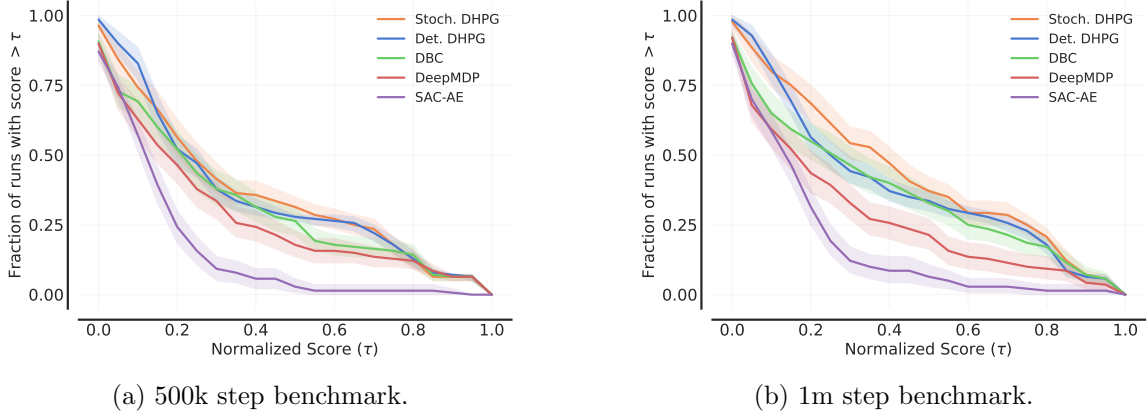 Fraction of runs with score > τ
1.00
0.75
0.50
0.25
0.00
0.0 0.2 0.4 0.6 0.8 1.0
Normalized Score (τ)
Stoch. DHPG
Det. DHPG
DBC
DeepMDP
SAC-AE
(a) 500k step benchmark.
Fraction of runs with score > τ
1.00
0.75
0.50
0.25
0.00
0.0 0.2 0.4 0.6 0.8 1.0
Normalized Score (τ)
Stoch. DHPG
Det. DHPG
DBC
DeepMDP
SAC-AE
(b) 1m step benchmark.